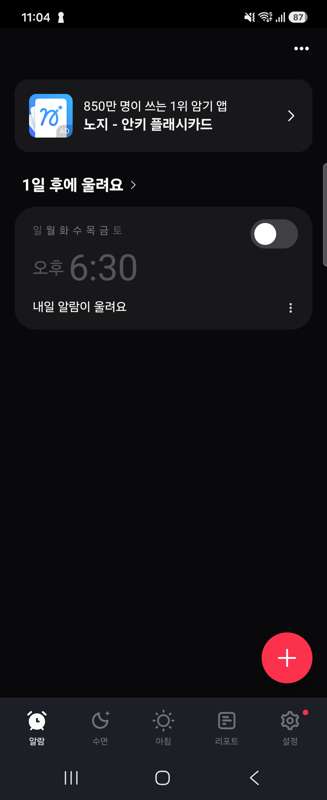 11:04
87
850만 명이 쓰는 1위 암기 앱
노지 - 안키 플래시카드
AD
1일 후에 울려요
일 월 화 수 목 금 토
오후 6:30
내일 알람이 울려요
알람
수면
아침
리포트
설정